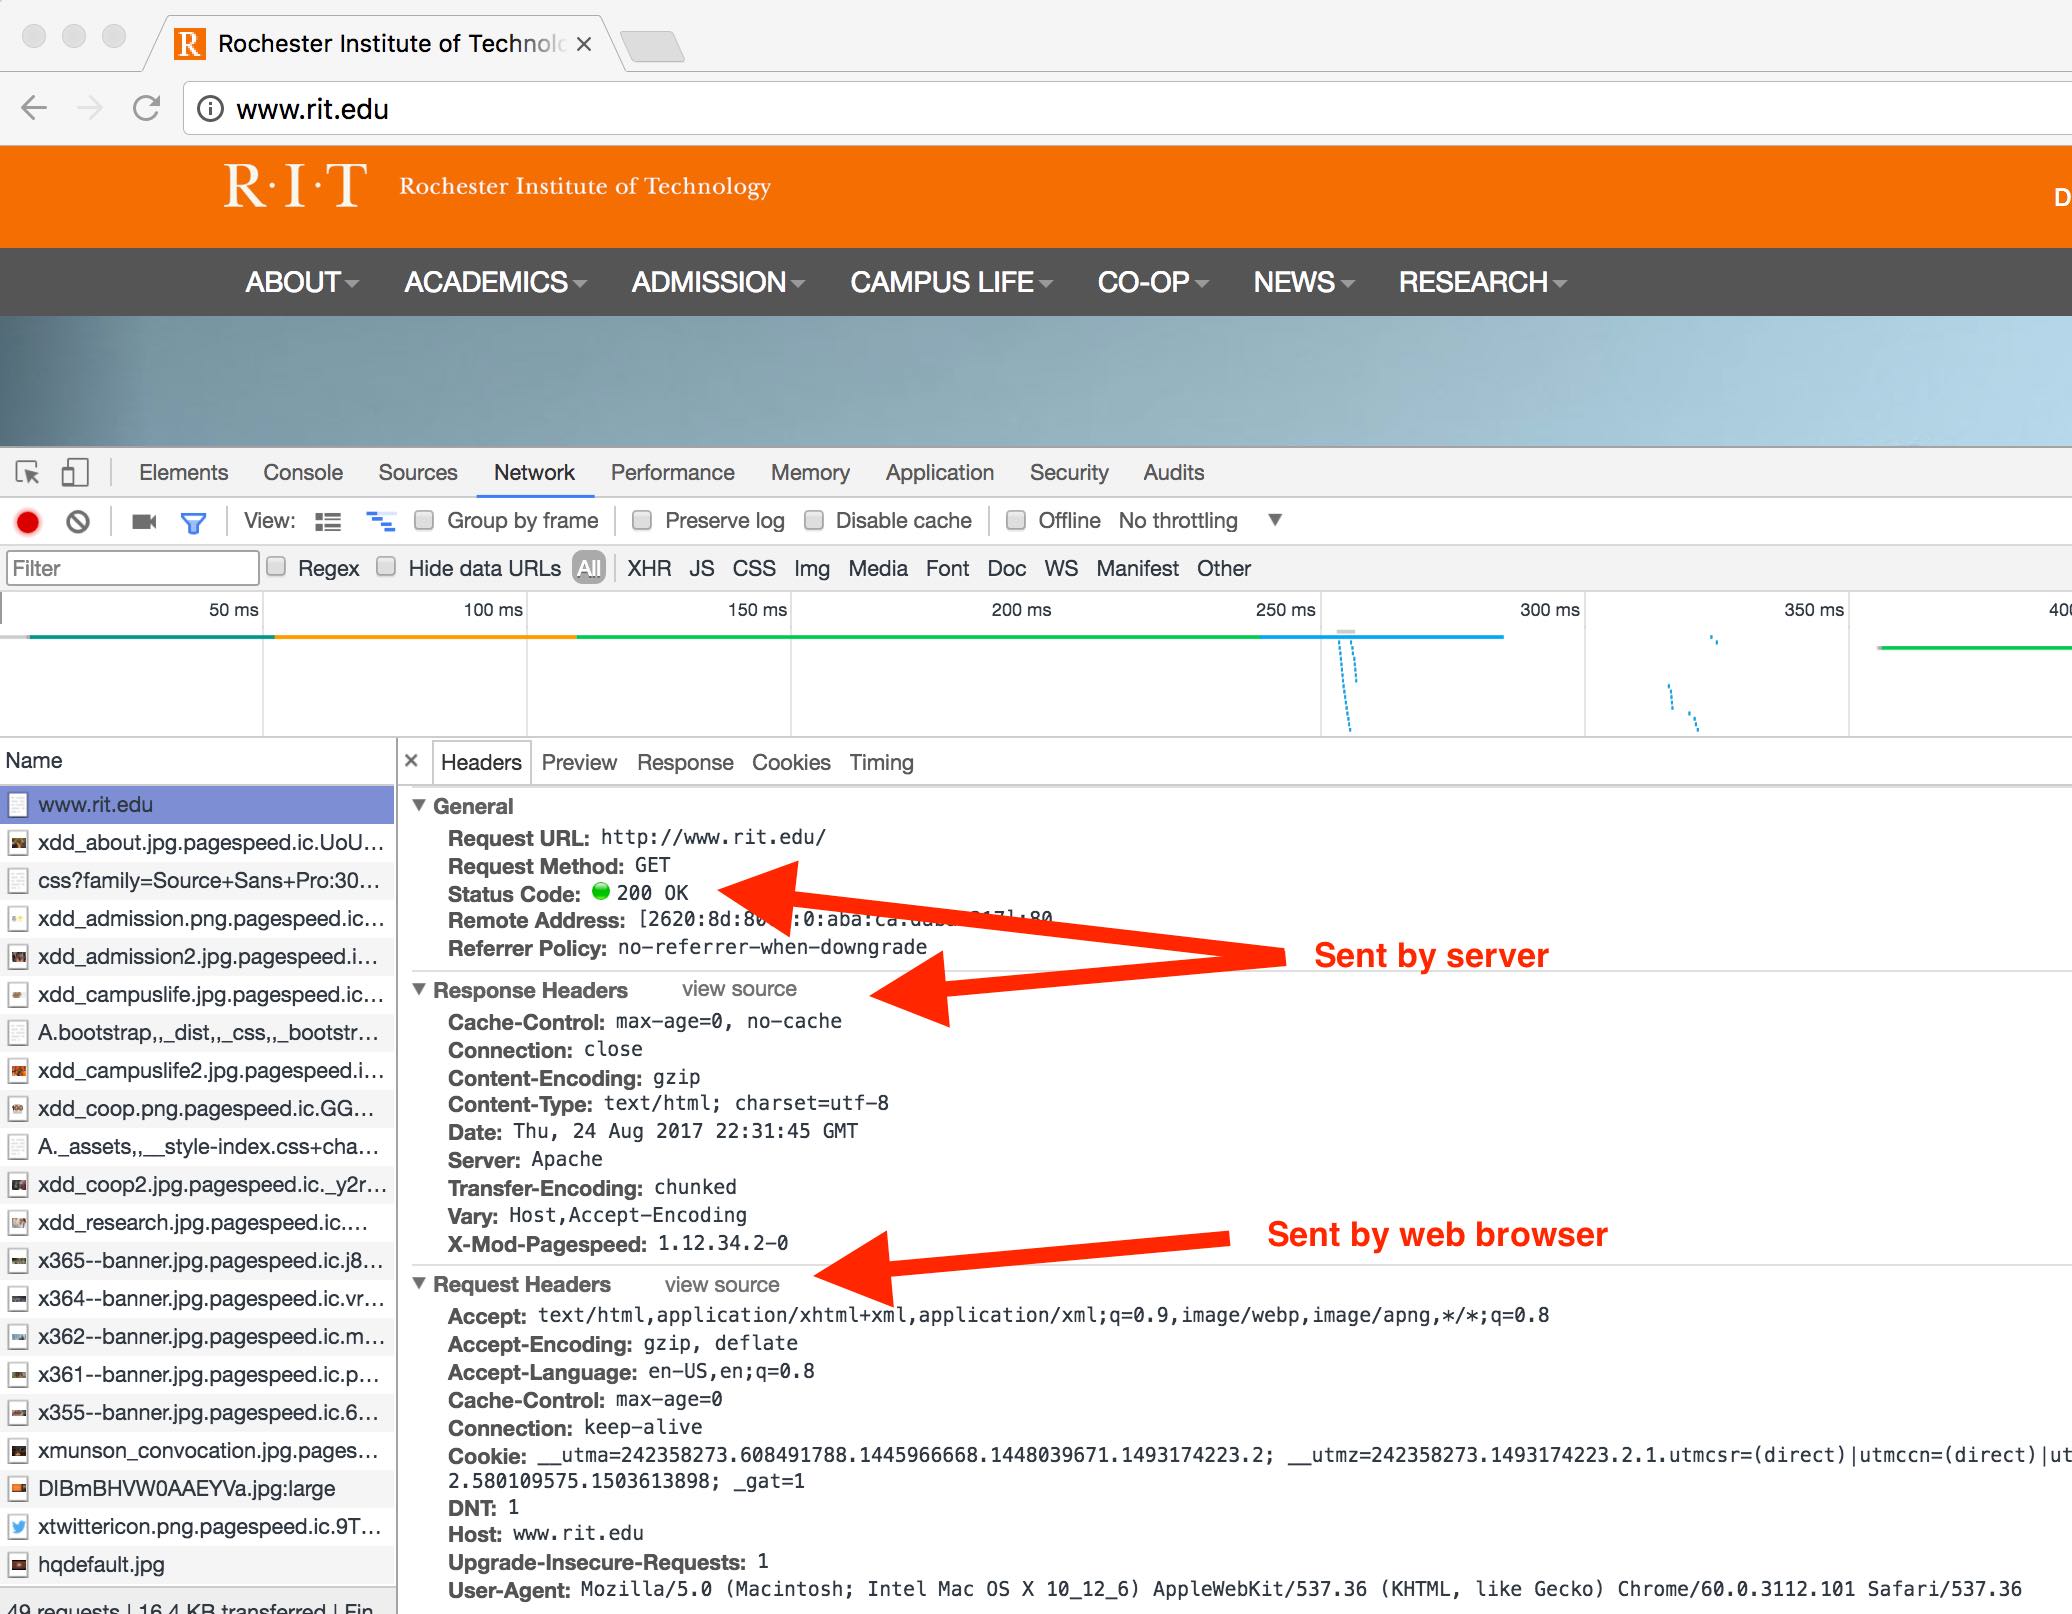 Rochester Institute of Technolo
www.rit.edu
R·I·T Rochester Institute of Technology
D
ABOUT ACADEMICS ADMISSION CAMPUS LIFE CO-OP NEWS RESEARCH
Elements Console Sources Network Performance Memory Application Security Audits
View: Group by frame Preserve log Disable cache Offline No throttling
Filter Regex Hide data URLs All XHR JS CSS Img Media Font Doc WS Manifest Other
50 ms 100 ms 150 ms 200 ms 250 ms 300 ms 350 ms 400
Name
www.rit.edu
xdd_about.jpg.pagespeed.ic.UoU...
css?family=Source+Sans+Pro:30...
xdd_admission.png.pagespeed.ic...
xdd_admission2.jpg.pagespeed.i...
xdd_campuslife.jpg.pagespeed.ic...
A.bootstrap,,_dist,,_css,,_bootstr...
xdd_campuslife2.jpg.pagespeed.i...
xdd_coop.png.pagespeed.ic.GG...
A._assets,,__style-index.css+cha...
xdd_coop2.jpg.pagespeed.ic._y2r...
xdd_research.jpg.pagespeed.ic....
x365--banner.jpg.pagespeed.ic.j8...
x364--banner.jpg.pagespeed.ic.vr...
x362--banner.jpg.pagespeed.ic.m...
x361--banner.jpg.pagespeed.ic.p...
x355--banner.jpg.pagespeed.ic.6...
xmunson_convocation.jpg.pages...
DIBmBHVW0AAEYVa.jpg:large
xtwittericon.png.pagespeed.ic.9T...
hqdefault.jpg
49 requests | 16.4 KB transferred | Fin
Headers Preview Response Cookies Timing
General
Request URL: http://www.rit.edu/
Request Method: GET
Status Code: 200 OK
Remote Address: [2620:8d:80
Referrer Policy: no-referrer-when-downgrade
Sent by server
Response Headers view source
Cache-Control: max-age=0, no-cache
Connection: close
Content-Encoding: gzip
Content-Type: text/html; charset=utf-8
Date: Thu, 24 Aug 2017 22:31:45 GMT
Server: Apache
Transfer-Encoding: chunked
Vary: Host,Accept-Encoding
X-Mod-Pagespeed: 1.12.34.2-0
Sent by web browser
Request Headers view source
Accept: text/html,application/xhtml+xml,application/xml;q=0.9,image/webp,image/apng,*/*;q=0.8
Accept-Encoding: gzip, deflate
Accept-Language: en-US,en;q=0.8
Cache-Control: max-age=0
Connection: keep-alive
Cookie: __utma=242358273.608491788.1445966668.1448039671.1493174223.2; __utmz=242358273.1493174223.2.1.utmcsr=(direct)|utmccn=(direct)|ut
2.580109575.1503613898; _gat=1
DNT: 1
Host: www.rit.edu
Upgrade-Insecure-Requests: 1
User-Agent: Mozilla/5.0 (Macintosh; Intel Mac OS X 10_12_6) AppleWebKit/537.36 (KHTML, like Gecko) Chrome/60.0.3112.101 Safari/537.36